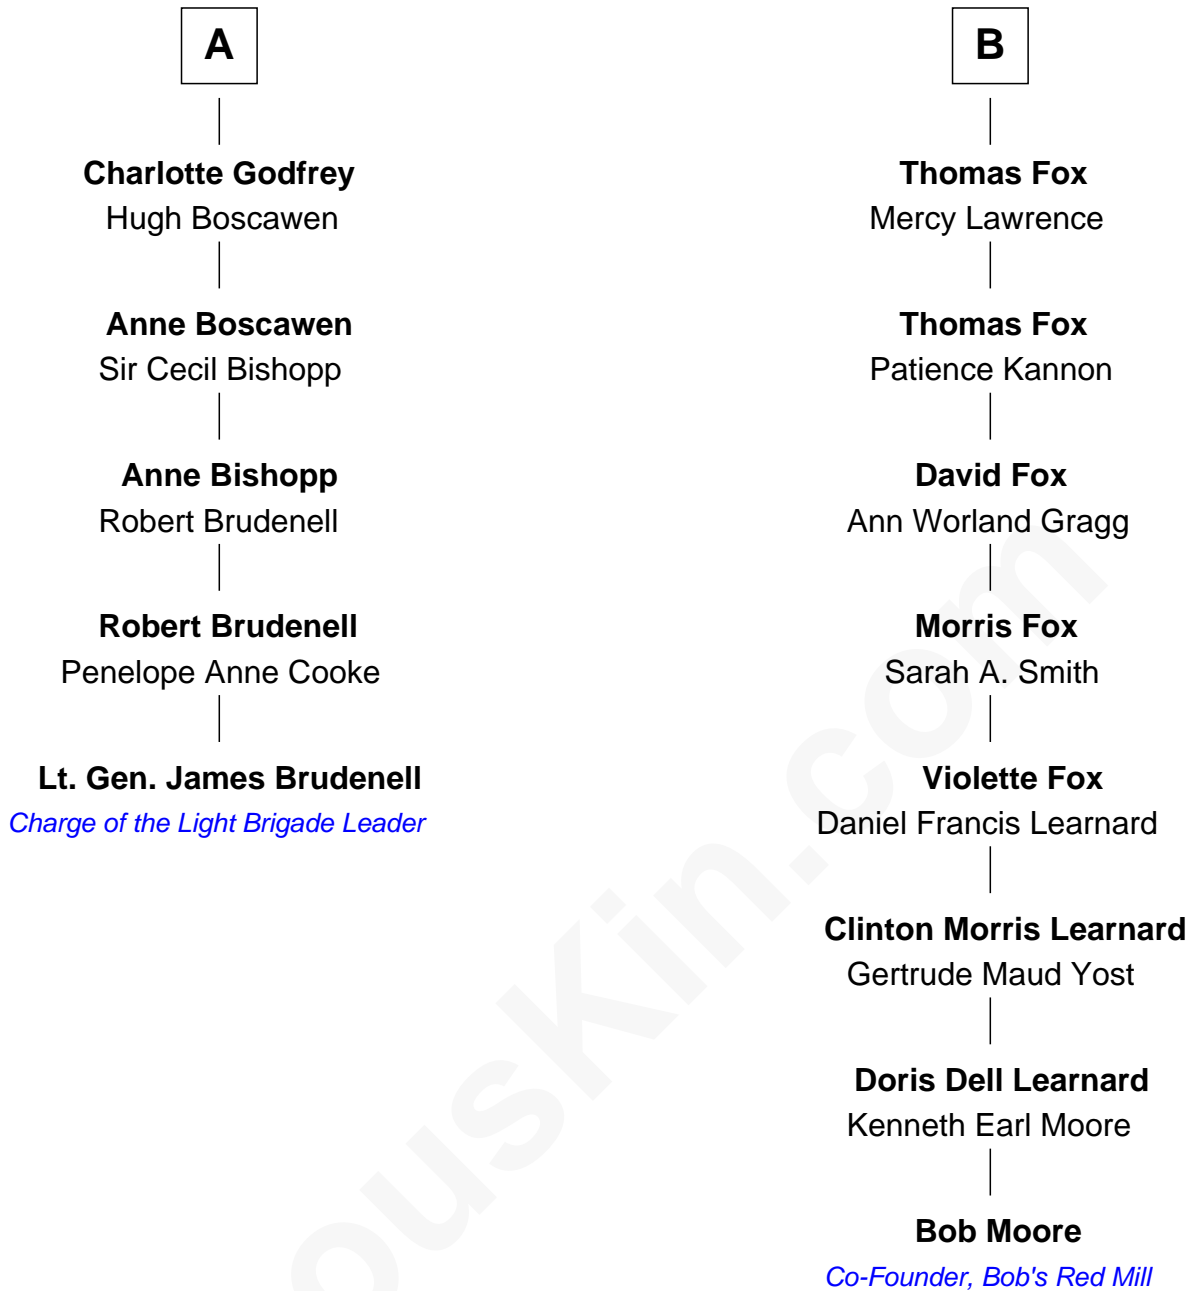 A
Charlotte Godfrey
Hugh Boscawen
Anne Boscawen
Sir Cecil Bishopp
Anne Bishopp
Robert Brudenell
Robert Brudenell
Penelope Anne Cooke
Lt. Gen. James Brudenell
Charge of the Light Brigade Leader
B
Thomas Fox
Mercy Lawrence
Thomas Fox
Patience Kannon
David Fox
Ann Worland Gragg
Morris Fox
Sarah A. Smith
Violette Fox
Daniel Francis Learnard
Clinton Morris Learnard
Gertrude Maud Yost
Doris Dell Learnard
Kenneth Earl Moore
Bob Moore
Co-Founder, Bob's Red Mill
ousKin.com